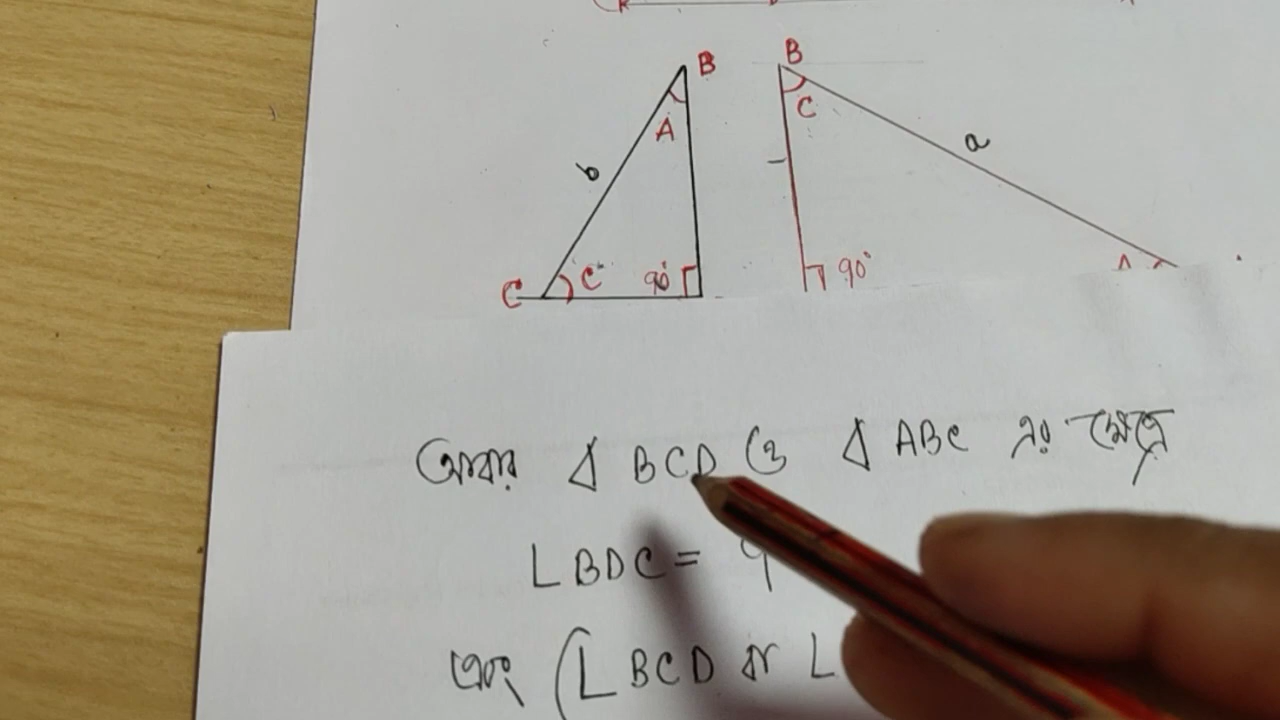 B B
A C
b a
C C 90° 90° A
আবার Δ BCD ও Δ ABC এর ক্ষেত্রে
∠BDC = 9
এবং (∠ BCD বা ∠